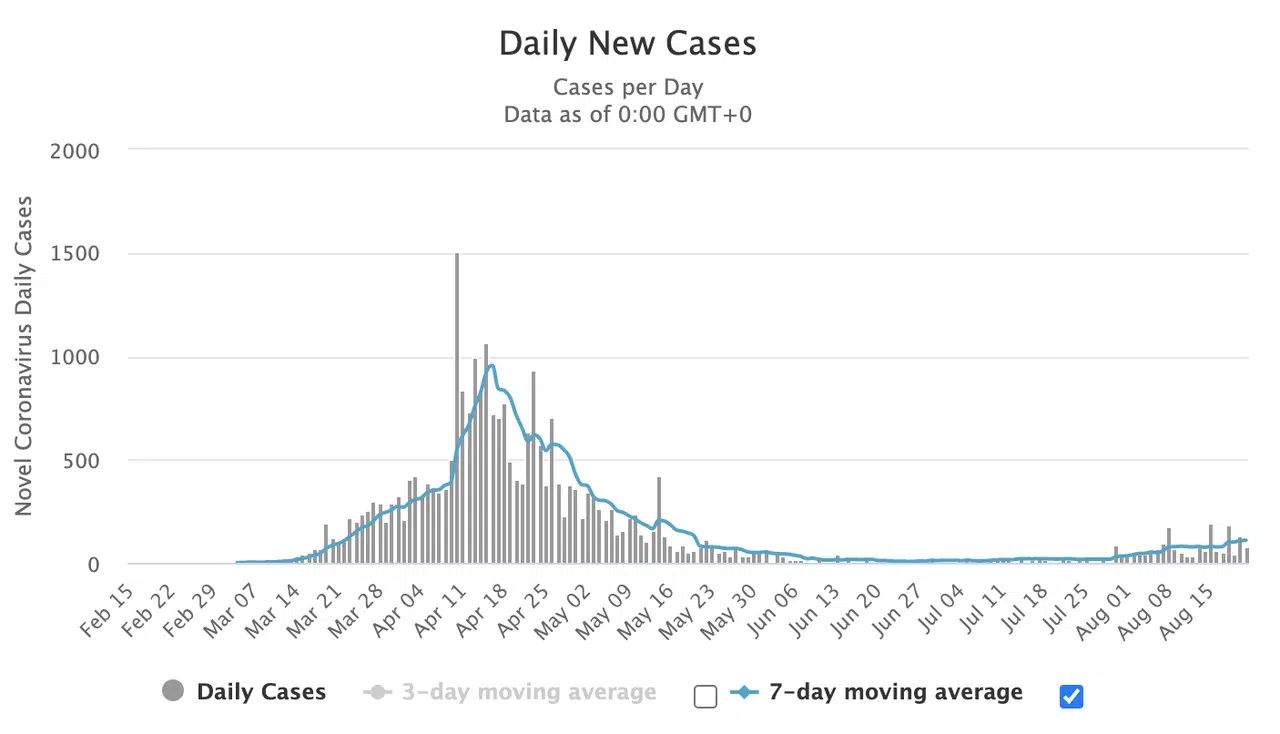 Daily New Cases
Cases per Day
Data as of 0:00 GMT+0
Novel Coronavirus Daily Cases
2000
1500
1000
500
0
Feb 15
Feb 22
Feb 29
Mar 07
Mar 14
Mar 21
Mar 28
Apr 04
Apr 11
Apr 18
Apr 25
May 02
May 09
May 16
May 23
May 30
Jun 06
Jun 13
Jun 20
Jun 27
Jul 04
Jul 11
Jul 18
Jul 25
Aug 01
Aug 08
Aug 15
Daily Cases 3-day moving average 7-day moving average